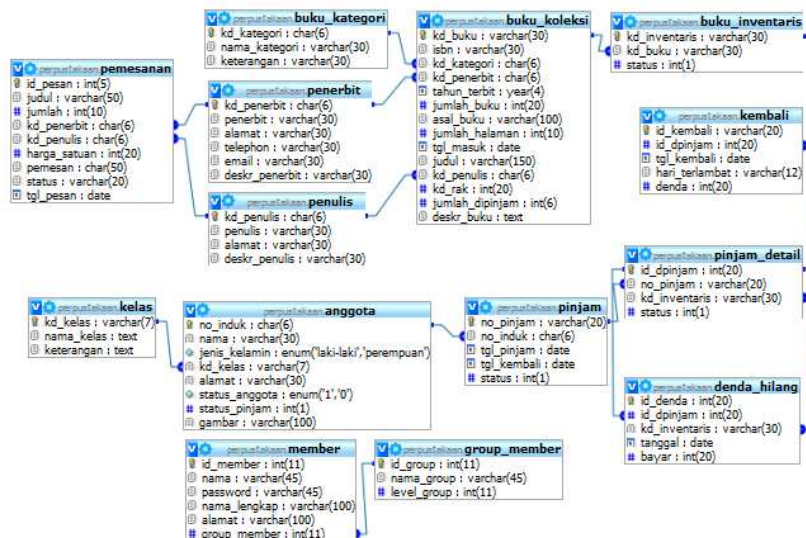 perpustakaan.pemesanan
id_pesan : int(5)
judul : varchar(50)
jumlah : int(10)
kd_penerbit : char(6)
kd_penulis : char(6)
harga_satuan : int(20)
pemesan : char(50)
status : varchar(20)
tgl_pesan : date
perpustakaan.buku_kategori
kd_kategori : char(6)
nama_kategori : varchar(30)
keterangan : varchar(30)
perpustakaan.penerbit
kd_penerbit : char(6)
penerbit : varchar(30)
alamat : varchar(30)
telephon : varchar(30)
email : varchar(30)
deskr_penerbit : varchar(30)
perpustakaan.penulis
kd_penulis : char(6)
penulis : varchar(30)
alamat : varchar(30)
deskr_penulis : varchar(30)
perpustakaan.buku_koleksi
kd_buku : varchar(30)
isbn : varchar(30)
kd_kategori : char(6)
kd_penerbit : char(6)
tahun_terbit : year(4)
jumlah_buku : int(20)
asal_buku : varchar(100)
jumlah_halaman : int(10)
tgl_masuk : date
judul : varchar(150)
kd_penulis : char(6)
kd_rak : int(20)
jumlah_dipinjam : int(6)
deskr_buku : text
perpustakaan.buku_inventaris
kd_inventaris : varchar(30)
kd_buku : varchar(30)
status : int(1)
perpustakaan.kembali
id_kembali : varchar(20)
id_dpinjam : int(20)
tgl_kembali : date
hari_terlambat : varchar(12)
denda : int(20)
perpustakaan.pinjam_detail
id_dpinjam : int(20)
no_pinjam : varchar(20)
kd_inventaris : varchar(30)
status : int(1)
perpustakaan.kelas
kd_kelas : varchar(7)
nama_kelas : text
keterangan : text
perpustakaan.anggota
no_induk : char(6)
nama : varchar(30)
jenis_kelamin : enum('laki-laki','perempuan')
kd_kelas : varchar(7)
alamat : varchar(30)
status_anggota : enum('1','0')
status_pinjam : int(1)
gambar : varchar(100)
perpustakaan.pinjam
no_pinjam : varchar(20)
no_induk : char(6)
tgl_pinjam : date
tgl_kembali : date
status : int(1)
perpustakaan.denda_hilang
id_denda : int(20)
id_dpinjam : int(20)
kd_inventaris : varchar(30)
tanggal : date
bayar : int(20)
perpustakaan.member
id_member : int(11)
nama : varchar(45)
password : varchar(45)
nama_lengkap : varchar(100)
alamat : varchar(100)
group_member : int(11)
perpustakaan.group_member
id_group : int(11)
nama_group : varchar(45)
level_group : int(11)